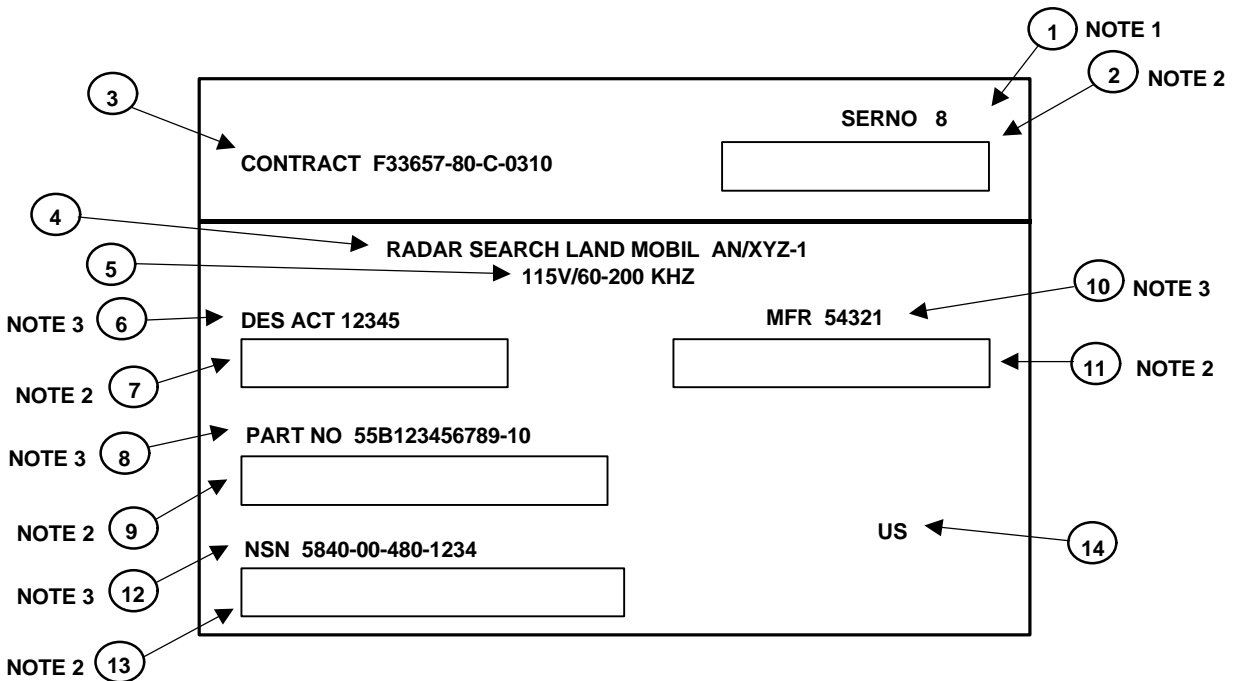 1 NOTE 1
2 NOTE 2
3
SERNO 8
CONTRACT F33657-80-C-0310
4
RADAR SEARCH LAND MOBIL AN/XYZ-1
5
115V/60-200 KHZ
10 NOTE 3
NOTE 3 6
DES ACT 12345
MFR 54321
NOTE 2 7
11 NOTE 2
PART NO 55B123456789-10
NOTE 3 8
NOTE 2 9
US
14
NSN 5840-00-480-1234
NOTE 3 12
NOTE 2 13